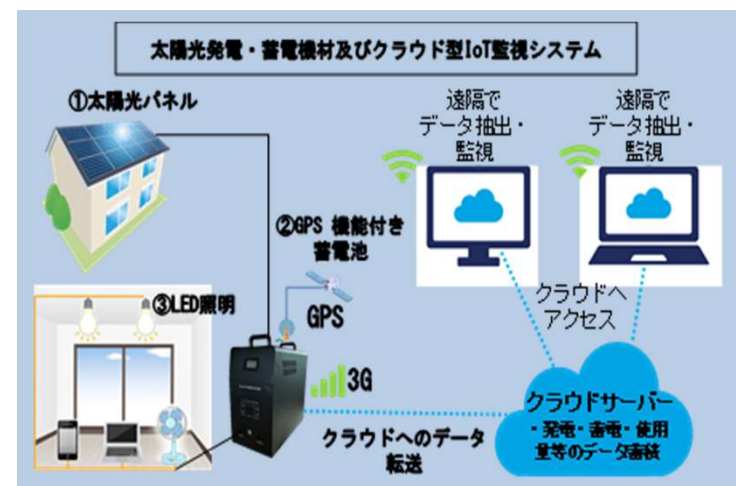 太陽光発電・蓄電機材及びクラウド型IoT監視システム
①太陽光パネル
遠隔で
データ抽出・
監視
遠隔で
データ抽出・
監視
②GPS 機能付き
蓄電池
③LED照明
GPS
3G
クラウドへ
アクセス
クラウドサーバー
・発電・蓄電・使用
量等のデータ蓄積
クラウドへのデータ
転送